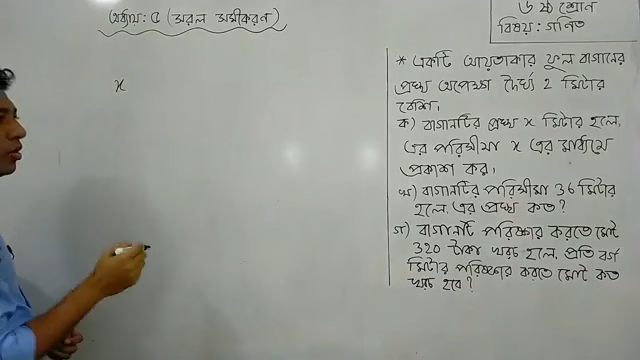 অধ্যায়: ৫ (সরল সমীকরণ)
৬ষ্ঠ শ্রেণি
বিষয়: গণিত
x
* একটি আয়তাকার ফুল বাগানের
প্রস্থ অপেক্ষা দৈর্ঘ্য 2 মিটার
বেশি।
ক) বাগানটির প্রস্থ x মিটার হলে,
এর পরিসীমা x এর মাধ্যমে
প্রকাশ কর।
খ) বাগানটির পরিসীমা 36 মিটার
হলে, এর প্রস্থ কত?
গ) বাগানটি পরিষ্কার করতে মোট
320 টাকা খরচ হলে, প্রতি বর্গ
মিটার পরিষ্কার করতে মোট কত
খরচ হবে?